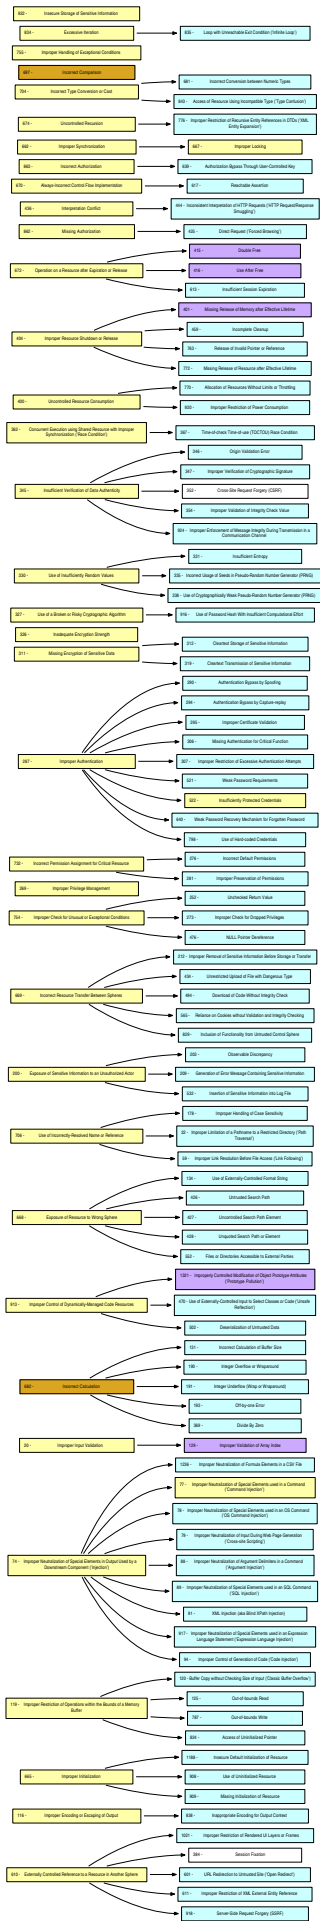 922 - Insecure Storage of Sensitive Information
834 - Excessive Iteration
835 - Loop with Unreachable Exit Condition ('Infinite Loop')
755 - Improper Handling of Exceptional Conditions
697 - Incorrect Comparison
704 - Incorrect Type Conversion or Cast
681 - Incorrect Conversion between Numeric Types
843 - Access of Resource Using Incompatible Type ('Type Confusion')
674 - Uncontrolled Recursion
776 - Improper Restriction of Recursive Entity References in DTDs ('XML
Entity Expansion')
662 - Improper Synchronization
667 - Improper Locking
863 - Incorrect Authorization
639 - Authorization Bypass Through User-Controlled Key
670 - Always-Incorrect Control Flow Implementation
617 - Reachable Assertion
436 - Interpretation Conflict
444 - Inconsistent Interpretation of HTTP Requests ('HTTP Request/Response
Smuggling')
862 - Missing Authorization
425 - Direct Request ('Forced Browsing')
672 - Operation on a Resource after Expiration or Release
415 - Double Free
416 - Use After Free
613 - Insufficient Session Expiration
404 - Improper Resource Shutdown or Release
401 - Missing Release of Memory after Effective Lifetime
459 - Incomplete Cleanup
763 - Release of Invalid Pointer or Reference
772 - Missing Release of Resource after Effective Lifetime
400 - Uncontrolled Resource Consumption
770 - Allocation of Resources Without Limits or Throttling
920 - Improper Restriction of Power Consumption
362 - Concurrent Execution using Shared Resource with Improper
Synchronization ('Race Condition')
367 - Time-of-check Time-of-use (TOCTOU) Race Condition
345 - Insufficient Verification of Data Authenticity
346 - Origin Validation Error
347 - Improper Verification of Cryptographic Signature
352 - Cross-Site Request Forgery (CSRF)
354 - Improper Validation of Integrity Check Value
924 - Improper Enforcement of Message Integrity During Transmission in a
Communication Channel
330 - Use of Insufficiently Random Values
331 - Insufficient Entropy
335 - Incorrect Usage of Seeds in Pseudo-Random Number Generator (PRNG)
338 - Use of Cryptographically Weak Pseudo-Random Number Generator (PRNG)
327 - Use of a Broken or Risky Cryptographic Algorithm
916 - Use of Password Hash With Insufficient Computational Effort
326 - Inadequate Encryption Strength
311 - Missing Encryption of Sensitive Data
312 - Cleartext Storage of Sensitive Information
319 - Cleartext Transmission of Sensitive Information
287 - Improper Authentication
290 - Authentication Bypass by Spoofing
294 - Authentication Bypass by Capture-replay
295 - Improper Certificate Validation
306 - Missing Authentication for Critical Function
307 - Improper Restriction of Excessive Authentication Attempts
521 - Weak Password Requirements
522 - Insufficiently Protected Credentials
640 - Weak Password Recovery Mechanism for Forgotten Password
798 - Use of Hard-coded Credentials
732 - Incorrect Permission Assignment for Critical Resource
276 - Incorrect Default Permissions
281 - Improper Preservation of Permissions
269 - Improper Privilege Management
754 - Improper Check for Unusual or Exceptional Conditions
252 - Unchecked Return Value
273 - Improper Check for Dropped Privileges
476 - NULL Pointer Dereference
669 - Incorrect Resource Transfer Between Spheres
212 - Improper Removal of Sensitive Information Before Storage or Transfer
434 - Unrestricted Upload of File with Dangerous Type
494 - Download of Code Without Integrity Check
565 - Reliance on Cookies without Validation and Integrity Checking
829 - Inclusion of Functionality from Untrusted Control Sphere
200 - Exposure of Sensitive Information to an Unauthorized Actor
203 - Observable Discrepancy
209 - Generation of Error Message Containing Sensitive Information
532 - Insertion of Sensitive Information into Log File
706 - Use of Incorrectly-Resolved Name or Reference
178 - Improper Handling of Case Sensitivity
22 - Improper Limitation of a Pathname to a Restricted Directory ('Path
Traversal')
59 - Improper Link Resolution Before File Access ('Link Following')
668 - Exposure of Resource to Wrong Sphere
134 - Use of Externally-Controlled Format String
426 - Untrusted Search Path
427 - Uncontrolled Search Path Element
428 - Unquoted Search Path or Element
552 - Files or Directories Accessible to External Parties
913 - Improper Control of Dynamically-Managed Code Resources
1321 - Improperly Controlled Modification of Object Prototype Attributes
('Prototype Pollution')
470 - Use of Externally-Controlled Input to Select Classes or Code ('Unsafe
Reflection')
502 - Deserialization of Untrusted Data
682 - Incorrect Calculation
131 - Incorrect Calculation of Buffer Size
190 - Integer Overflow or Wraparound
191 - Integer Underflow (Wrap or Wraparound)
193 - Off-by-one Error
369 - Divide By Zero
20 - Improper Input Validation
129 - Improper Validation of Array Index
74 - Improper Neutralization of Special Elements in Output Used by a
Downstream Component ('Injection')
1236 - Improper Neutralization of Formula Elements in a CSV File
77 - Improper Neutralization of Special Elements used in a Command
('Command Injection')
78 - Improper Neutralization of Special Elements used in an OS Command
('OS Command Injection')
79 - Improper Neutralization of Input During Web Page Generation
('Cross-site Scripting')
88 - Improper Neutralization of Argument Delimiters in a Command
('Argument Injection')
89 - Improper Neutralization of Special Elements used in an SQL Command
('SQL Injection')
91 - XML Injection (aka Blind XPath Injection)
917 - Improper Neutralization of Special Elements used in an Expression
Language Statement ('Expression Language Injection')
94 - Improper Control of Generation of Code ('Code Injection')
119 - Improper Restriction of Operations within the Bounds of a Memory
Buffer
120 - Buffer Copy without Checking Size of Input ('Classic Buffer Overflow')
125 - Out-of-bounds Read
787 - Out-of-bounds Write
824 - Access of Uninitialized Pointer
665 - Improper Initialization
1188 - Insecure Default Initialization of Resource
908 - Use of Uninitialized Resource
909 - Missing Initialization of Resource
116 - Improper Encoding or Escaping of Output
838 - Inappropriate Encoding for Output Context
610 - Externally Controlled Reference to a Resource in Another Sphere
1021 - Improper Restriction of Rendered UI Layers or Frames
384 - Session Fixation
601 - URL Redirection to Untrusted Site ('Open Redirect')
611 - Improper Restriction of XML External Entity Reference
918 - Server-Side Request Forgery (SSRF)